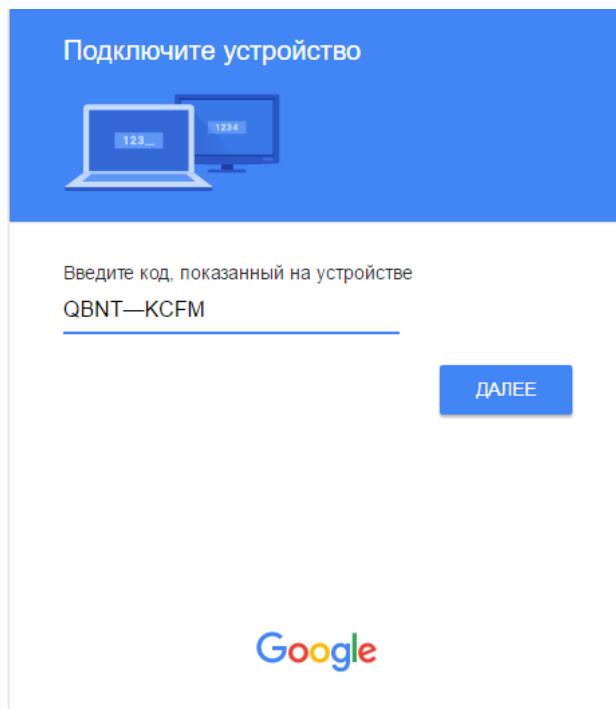 Подключите устройство
123_
1234
Введите код, показанный на устройстве
QBNT—KCFM
ДАЛЕЕ
Google